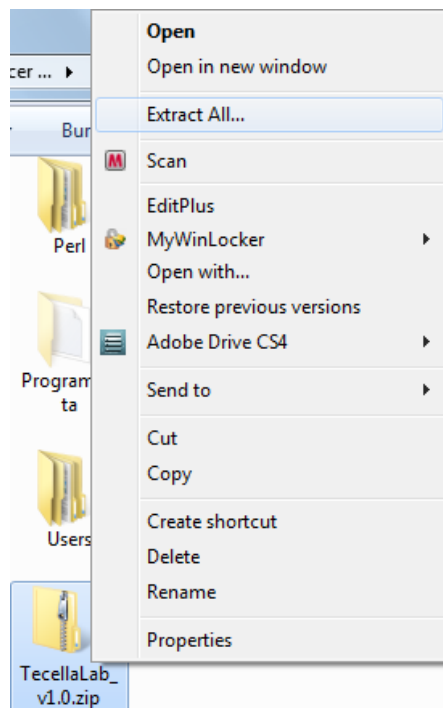 Open
Open in new window
Extract All...
Scan
EditPlus
MyWinLocker
Open with...
Restore previous versions
Adobe Drive CS4
Send to
Cut
Copy
Create shortcut
Delete
Rename
Properties
cer ...
Bur
Perl
Program
ta
Users
TecellaLab_
v1.0.zip